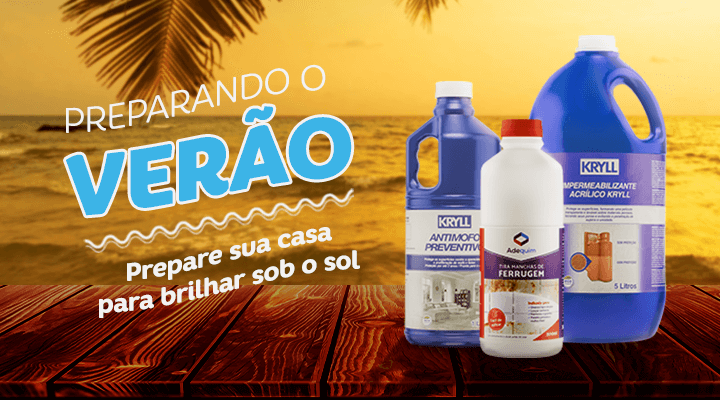 PREPARANDO O
VERÃO
Prepare sua casa
para brilhar sob o sol
KRYLL
ANTIMOFO
PREVENTIVO
Adequim
TIRA MANCHAS DE
FERRUGEM
KRYLL
IMPERMEABILIZANTE
ACRÍLICO KRYLL
5 Litros